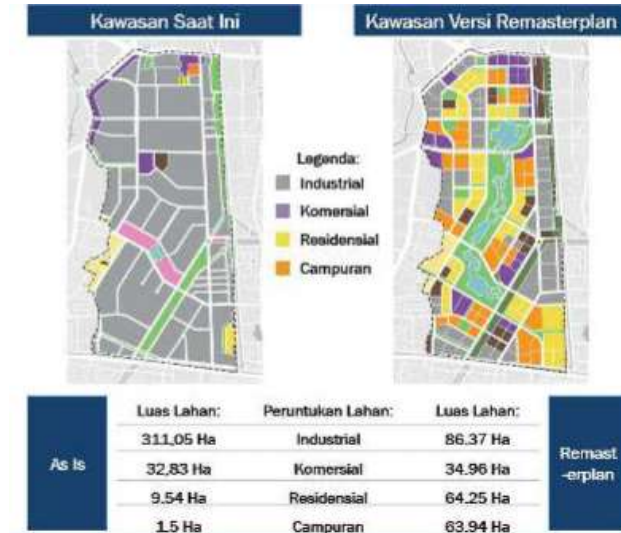 Kawasan Saat Ini
Kawasan Versi Remasterplan
Legenda:
Industrial
Komersial
Residensial
Campuran
As Is
Luas Lahan: Peruntukan Lahan: Luas Lahan:
311,05 Ha Industrial 86.37 Ha
32,83 Ha Komersial 34.96 Ha
9.54 Ha Residensial 64.25 Ha
1.5 Ha Campuran 63.94 Ha
Remast
-erplan